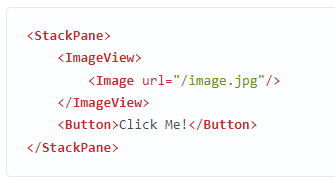 <StackPane>
    <ImageView>
        <Image url="/image.jpg"/>
    </ImageView>
    <Button>Click Me!</Button>
</StackPane>